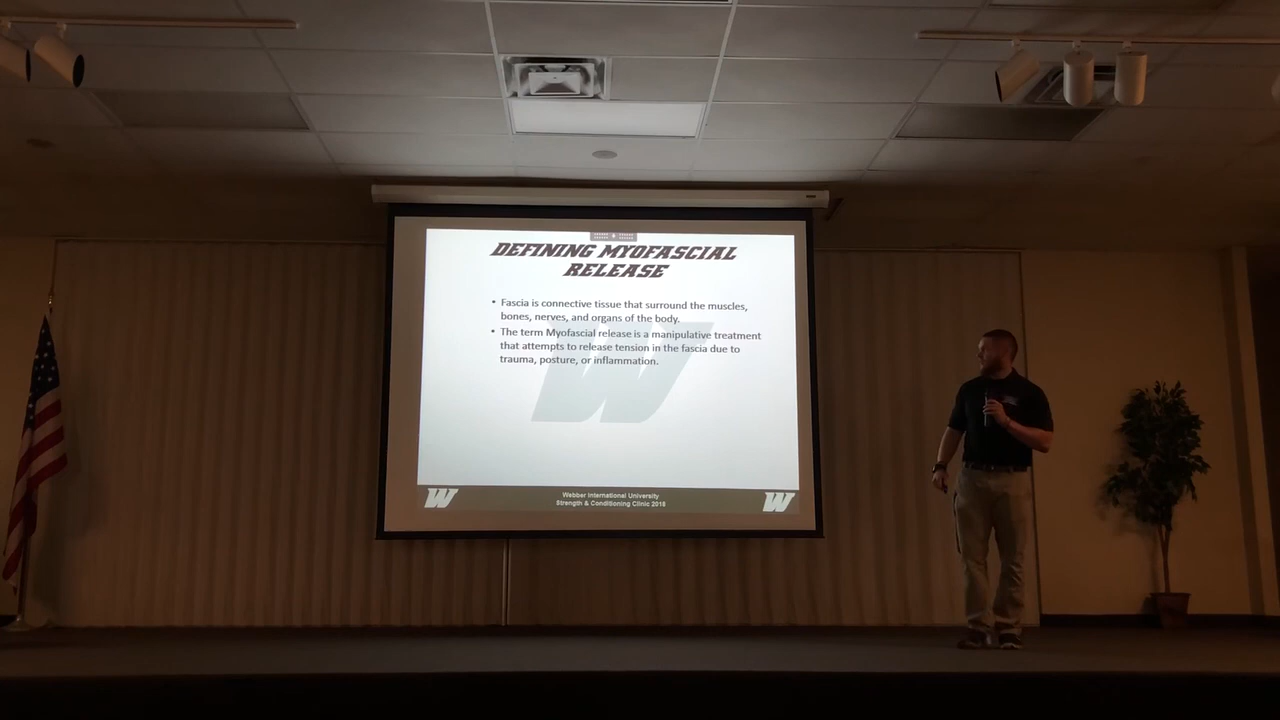 DEFINING MYOFASCIAL
RELEASE
• Fascia is connective tissue that surround the muscles,
bones, nerves, and organs of the body.
• The term Myofascial release is a manipulative treatment
that attempts to release tension in the fascia due to
trauma, posture, or inflammation.
W
W
Webber International University
Strength & Conditioning Clinic 2018
W